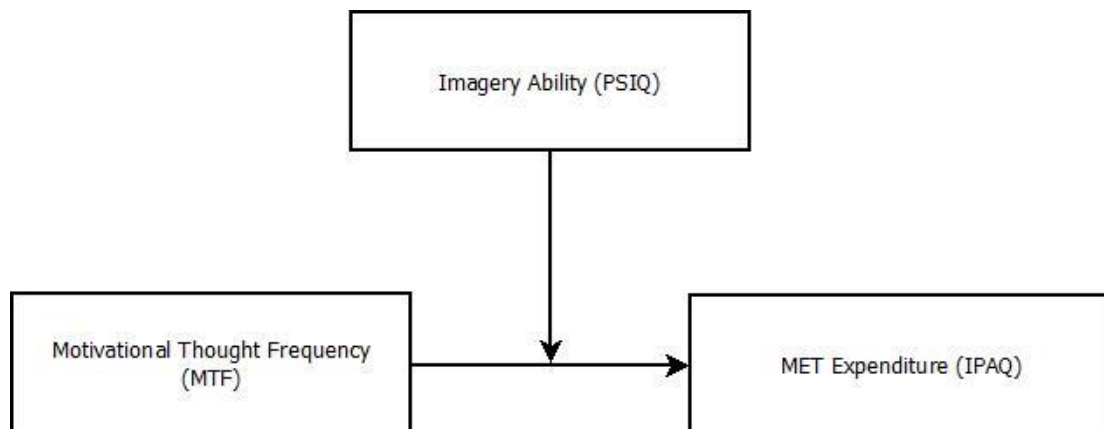 Imagery Ability (PSIQ)
Motivational Thought Frequency
(MTF)
MET Expenditure (IPAQ)